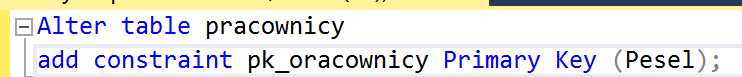 Alter table pracownicy
add constraint pk_oracownicy Primary Key (Pesel);